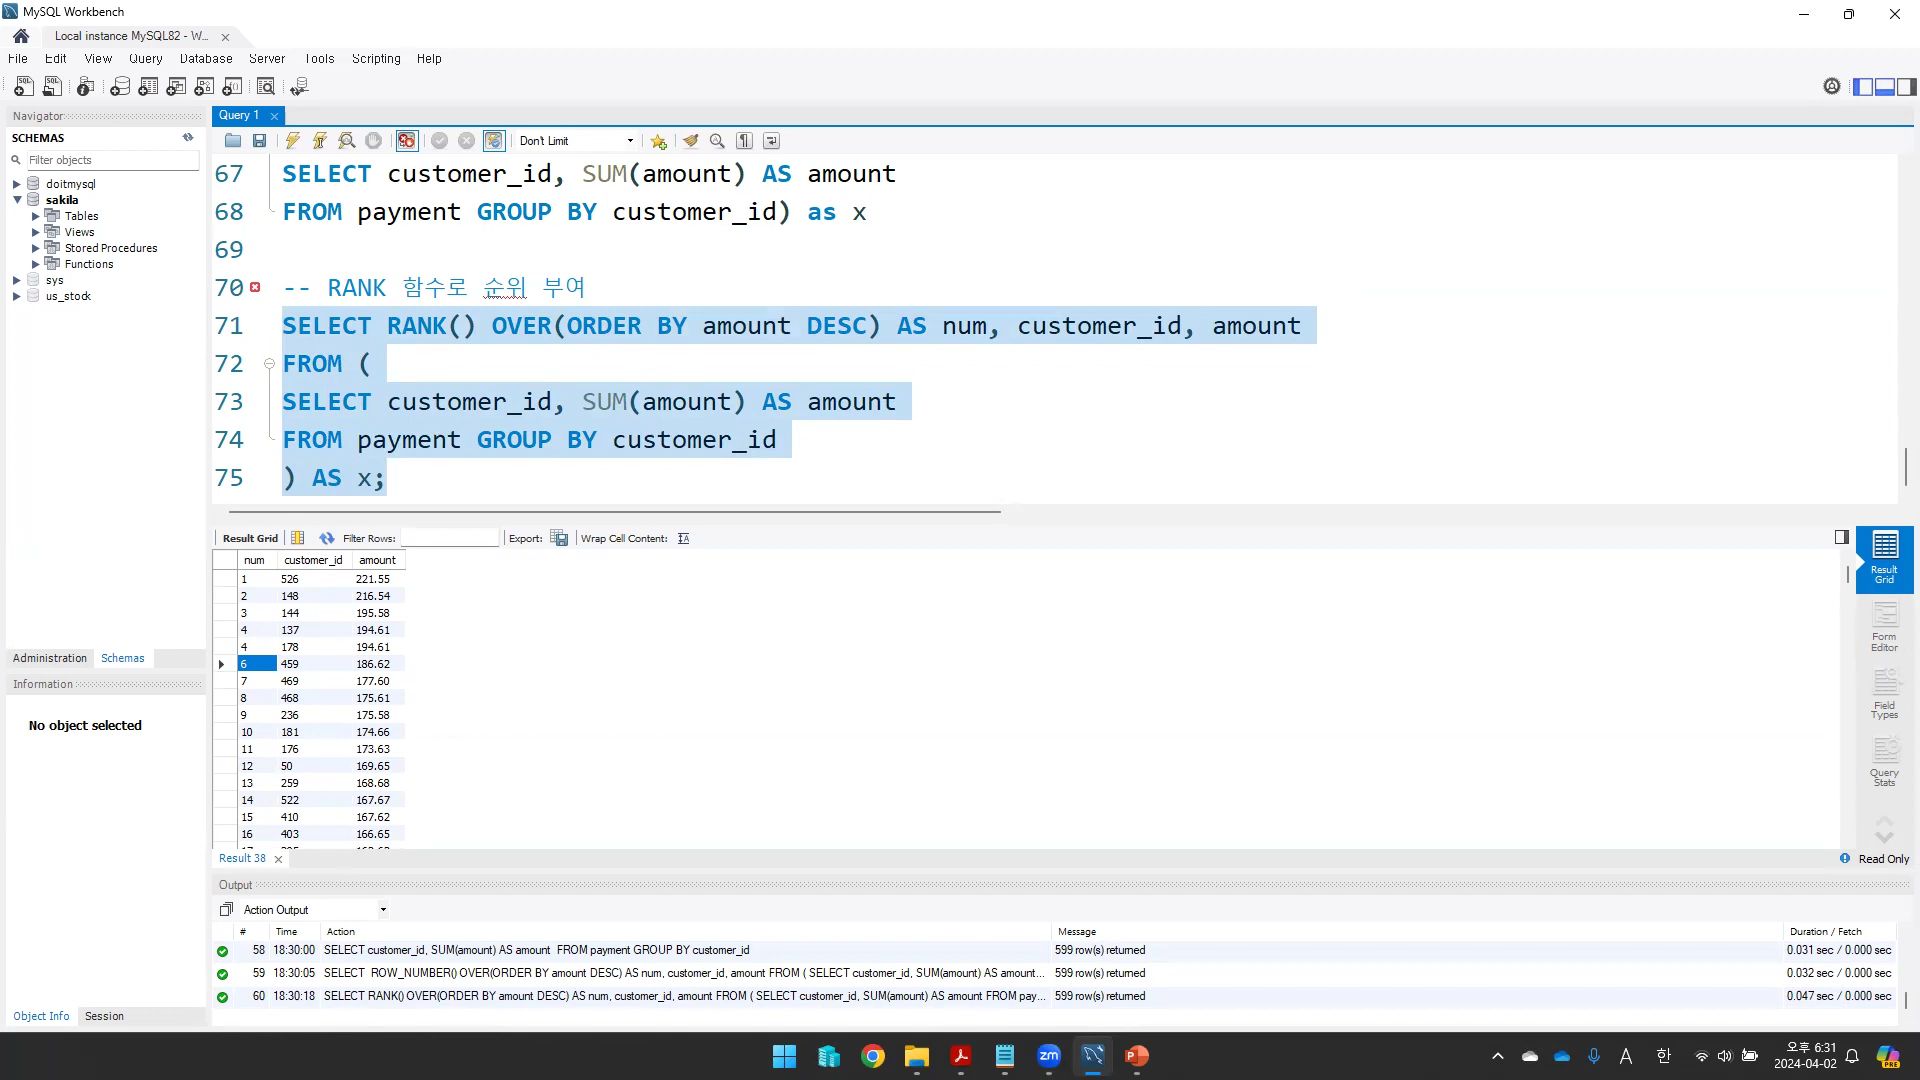 MySQL Workbench
Local instance MySQL82 - W...
File Edit View Query Database Server Tools Scripting Help
Navigator
SCHEMAS
Filter objects
doitmysql
sakila
Tables
Views
Stored Procedures
Functions
sys
us_stock
Administration Schemas
Information
No object selected
Object Info Session
Query 1
Don't Limit
67 SELECT customer_id, SUM(amount) AS amount
68 FROM payment GROUP BY customer_id) as x
69
70 -- RANK 함수로 순위 부여
71 SELECT RANK() OVER(ORDER BY amount DESC) AS num, customer_id, amount
72 FROM (
73 SELECT customer_id, SUM(amount) AS amount
74 FROM payment GROUP BY customer_id
75 ) AS x;
Result Grid Filter Rows: Export: Wrap Cell Content:
num customer_id amount
1 526 221.55
2 148 216.54
3 144 195.58
4 137 194.61
4 178 194.61
6 459 186.62
7 469 177.60
8 468 175.61
9 236 175.58
10 181 174.66
11 176 173.63
12 50 169.65
13 259 168.68
14 522 167.67
15 410 167.62
16 403 166.65
Result Grid
Form Editor
Field Types
Query Stats
Result 38
Read Only
Output
Action Output
# Time Action Message Duration / Fetch
58 18:30:00 SELECT customer_id, SUM(amount) AS amount FROM payment GROUP BY customer_id 599 row(s) returned 0.031 sec / 0.000 sec
59 18:30:05 SELECT ROW_NUMBER() OVER(ORDER BY amount DESC) AS num, customer_id, amount FROM ( SELECT customer_id, SUM(amount) AS amount... 599 row(s) returned 0.032 sec / 0.000 sec
60 18:30:18 SELECT RANK() OVER(ORDER BY amount DESC) AS num, customer_id, amount FROM ( SELECT customer_id, SUM(amount) AS amount FROM pay... 599 row(s) returned 0.047 sec / 0.000 sec
zm
A 한
오후 6:31
2024-04-02
PRE